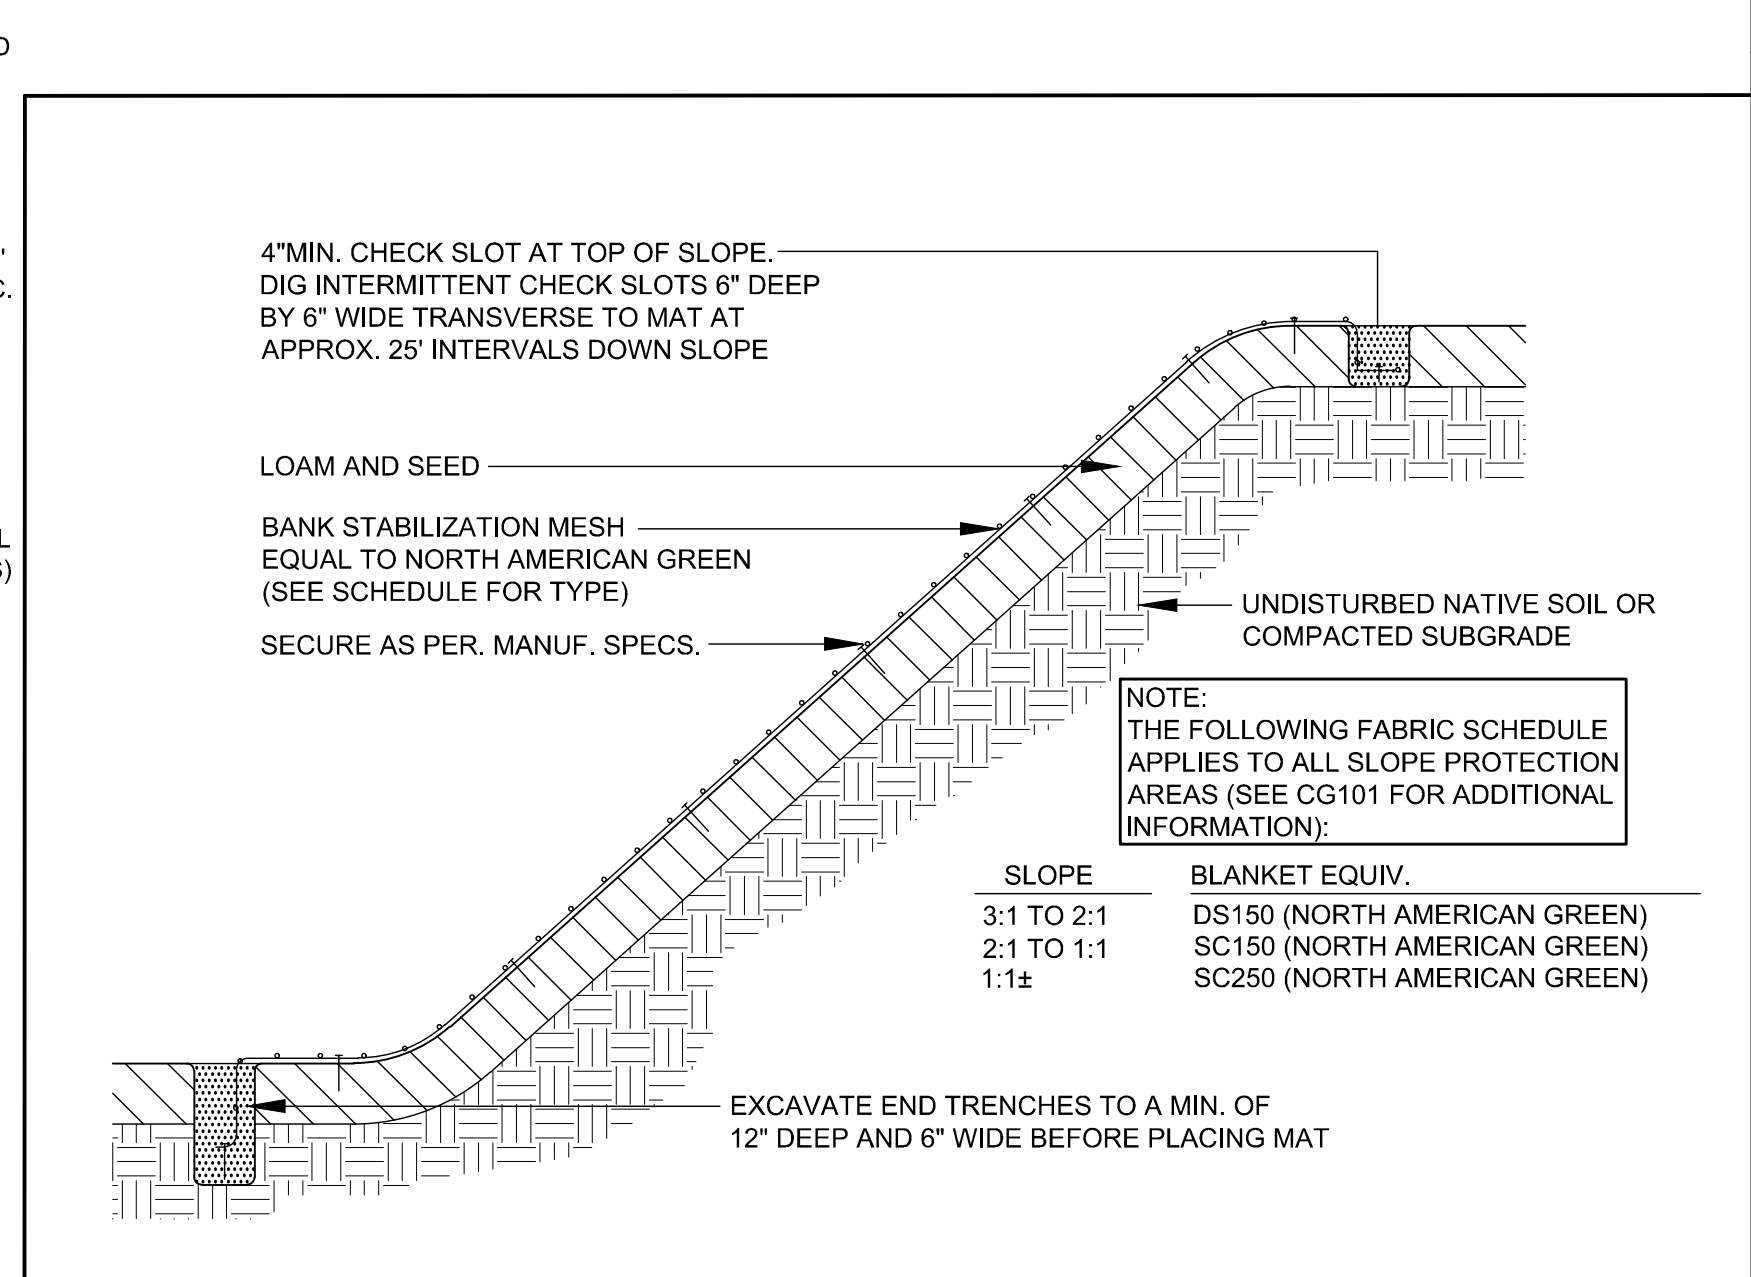 4"MIN. CHECK SLOT AT TOP OF SLOPE.
DIG INTERMITTENT CHECK SLOTS 6" DEEP
BY 6" WIDE TRANSVERSE TO MAT AT
APPROX. 25' INTERVALS DOWN SLOPE
LOAM AND SEED
BANK STABILIZATION MESH
EQUAL TO NORTH AMERICAN GREEN
(SEE SCHEDULE FOR TYPE)
SECURE AS PER. MANUF. SPECS.
UNDISTURBED NATIVE SOIL OR
COMPACTED SUBGRADE
NOTE:
THE FOLLOWING FABRIC SCHEDULE
APPLIES TO ALL SLOPE PROTECTION
AREAS (SEE CG101 FOR ADDITIONAL
INFORMATION):
SLOPE BLANKET EQUIV.
3:1 TO 2:1 DS150 (NORTH AMERICAN GREEN)
2:1 TO 1:1 SC150 (NORTH AMERICAN GREEN)
1:1± SC250 (NORTH AMERICAN GREEN)
EXCAVATE END TRENCHES TO A MIN. OF
12" DEEP AND 6" WIDE BEFORE PLACING MAT